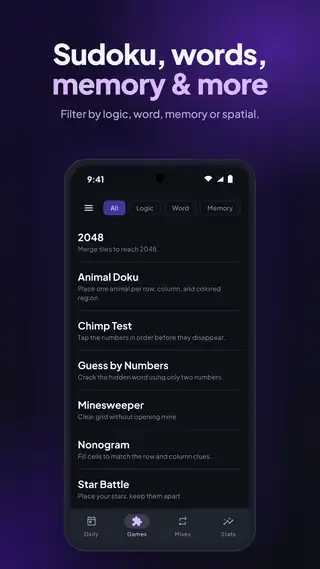 Sudoku, words,
memory & more
Filter by logic, word, memory or spatial.
9:41
All Logic Word Memory
2048
Merge tiles to reach 2048.
Animal Doku
Place one animal per row, column, and colored
region.
Chimp Test
Tap the numbers in order before they disappear.
Guess by Numbers
Crack the hidden word using only two numbers.
Minesweeper
Clear grid without opening mine.
Nonogram
Fill cells to match the row and column clues.
Star Battle
Place your stars, keep them apart
Daily Games Mixes Stats